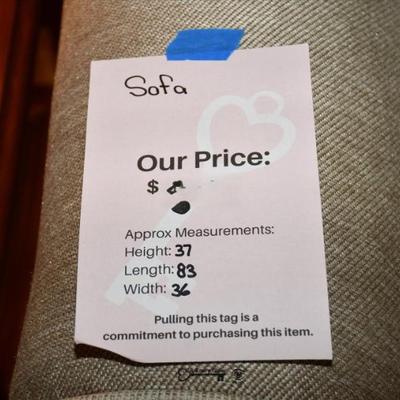 Sofa
Our Price:
$
Approx Measurements:
Height: 37
Length: 83
Width: 36
Pulling this tag is a
commitment to purchasing this item.